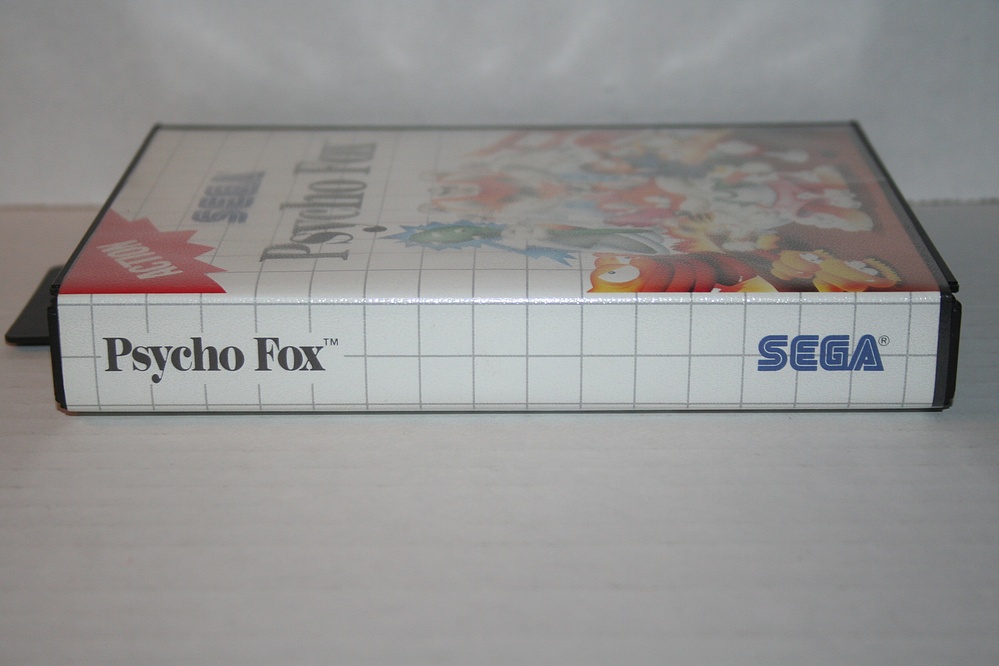 SEGA
Psycho Fox
ACTION
Psycho Fox™
SEGA®